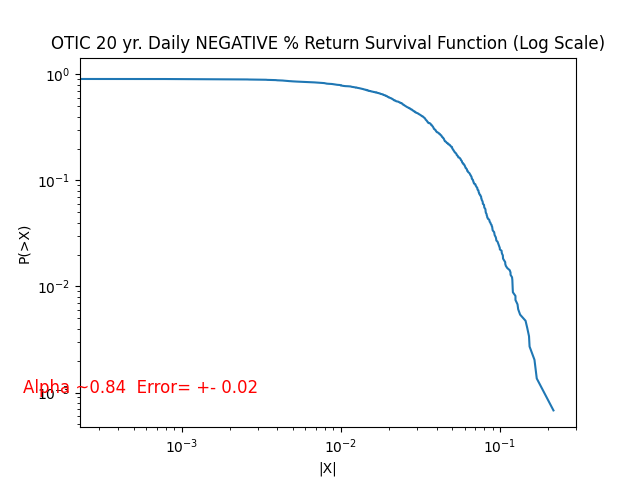 OTIC 20 yr. Daily NEGATIVE % Return Survival Function (Log Scale)
10⁰
10⁻¹
P(>X)
10⁻²
10⁻³
Alpha ~0.84  Error= +- 0.02
10⁻³ 10⁻² 10⁻¹
|X|